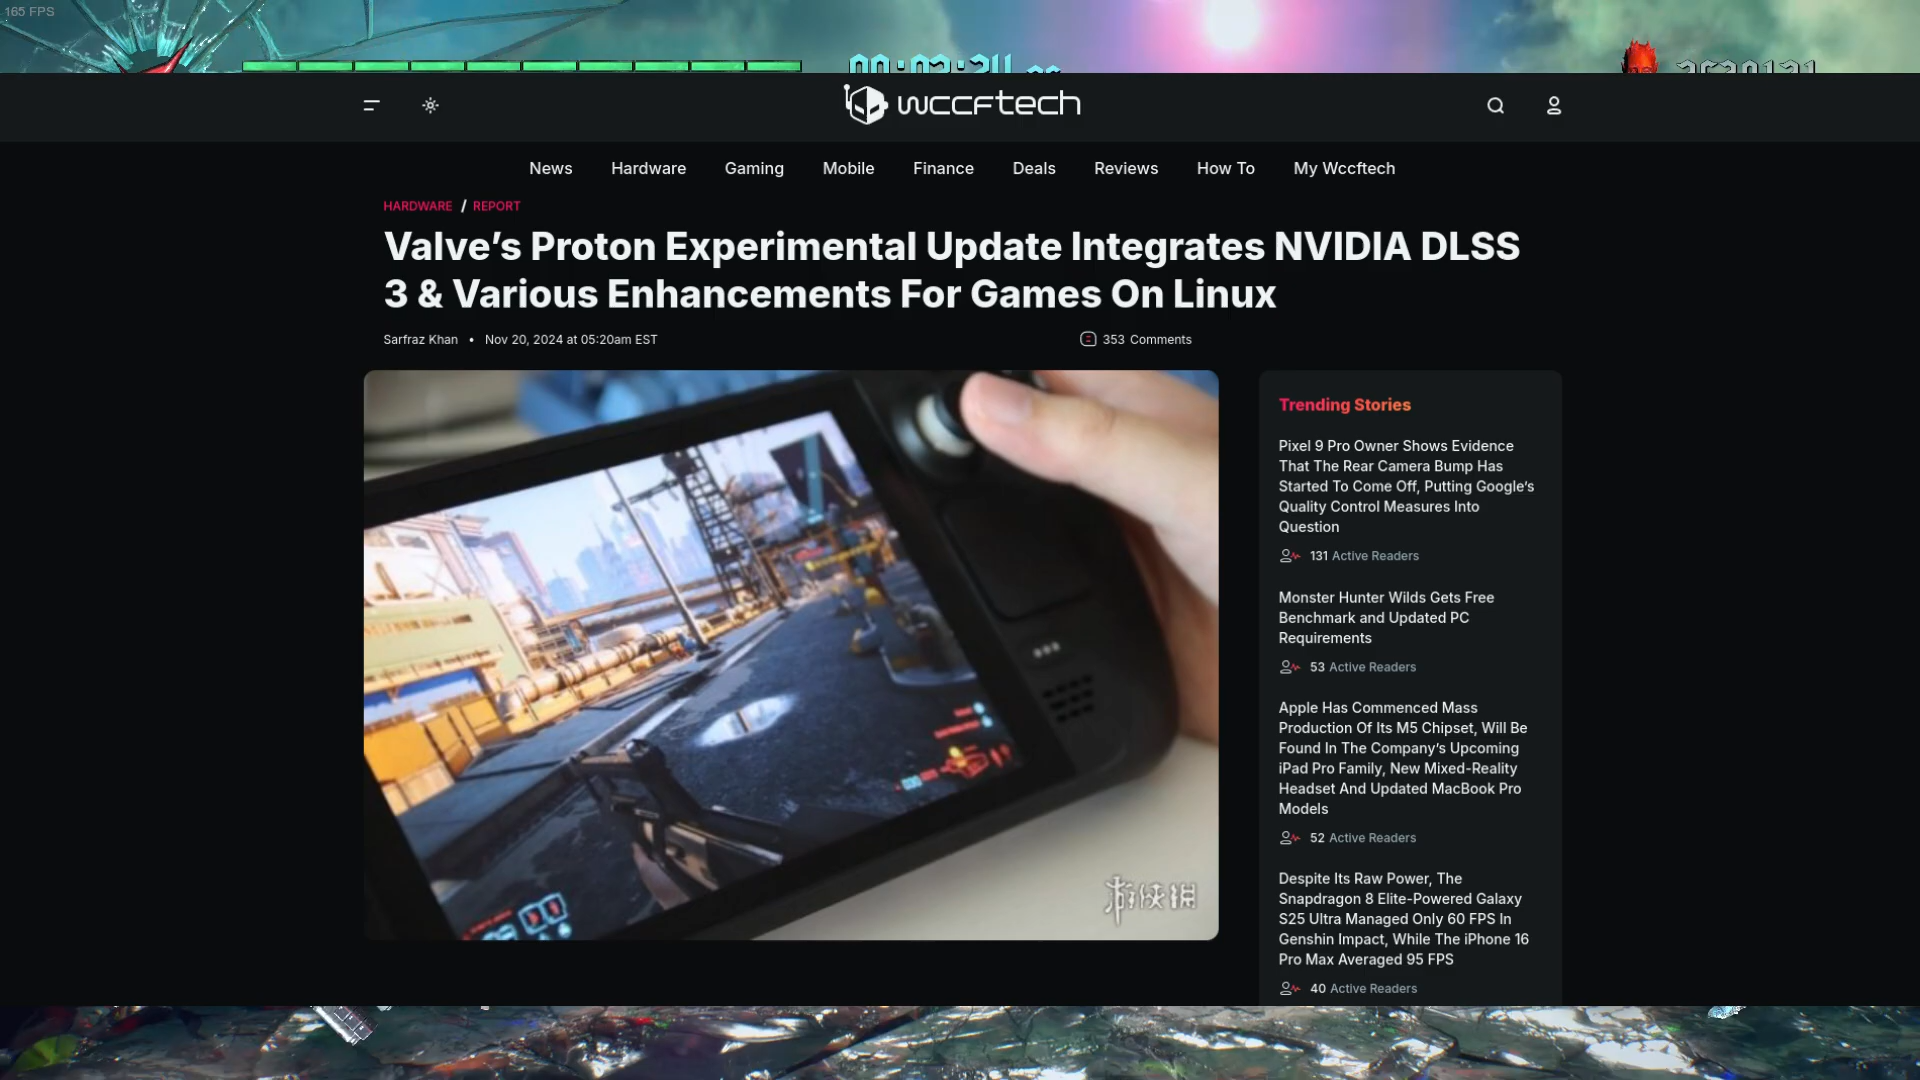 165 FPS
wccftech
News Hardware Gaming Mobile Finance Deals Reviews How To My Wccftech
HARDWARE / REPORT
Valve’s Proton Experimental Update Integrates NVIDIA DLSS
3 & Various Enhancements For Games On Linux
Sarfraz Khan • Nov 20, 2024 at 05:20am EST
353 Comments
Trending Stories
Pixel 9 Pro Owner Shows Evidence
That The Rear Camera Bump Has
Started To Come Off, Putting Google’s
Quality Control Measures Into
Question
131 Active Readers
Monster Hunter Wilds Gets Free
Benchmark and Updated PC
Requirements
53 Active Readers
Apple Has Commenced Mass
Production Of Its M5 Chipset, Will Be
Found In The Company’s Upcoming
iPad Pro Family, New Mixed-Reality
Headset And Updated MacBook Pro
Models
52 Active Readers
Despite Its Raw Power, The
Snapdragon 8 Elite-Powered Galaxy
S25 Ultra Managed Only 60 FPS In
Genshin Impact, While The iPhone 16
Pro Max Averaged 95 FPS
40 Active Readers